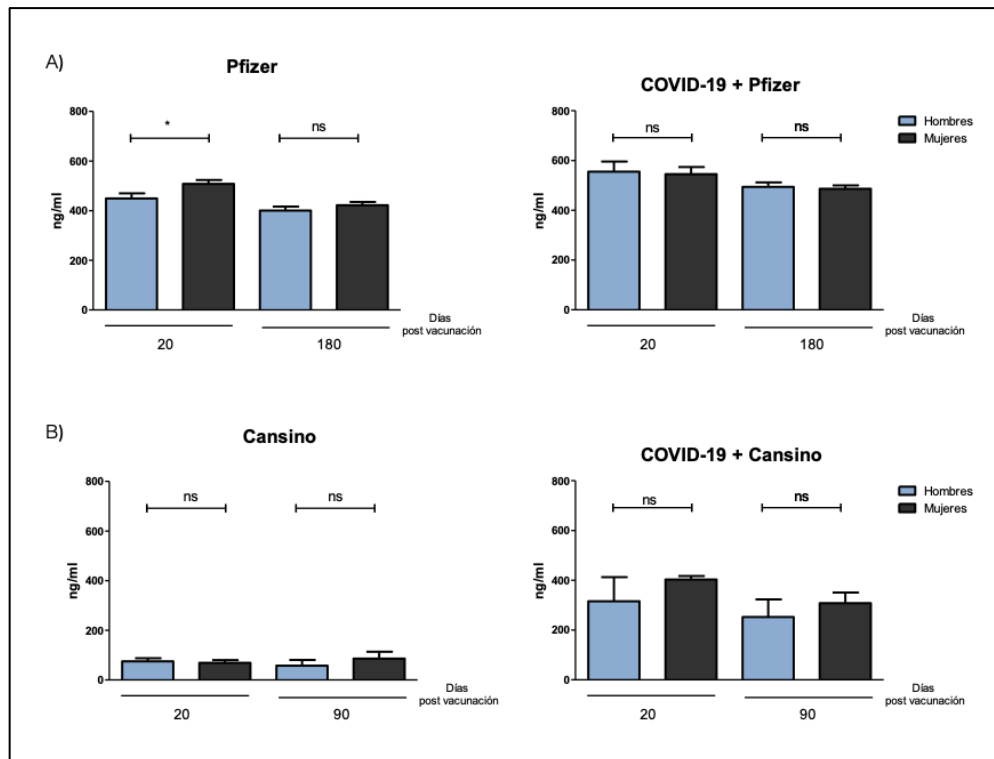 A)
Pfizer
800
600
400
200
0
ng/ml
*
ns
20
180
Días
post vacunación
COVID-19 + Pfizer
800
600
400
200
0
ng/ml
ns
ns
Hombres
Mujeres
20
180
Días
post vacunación
B)
Cansino
800
600
400
200
0
ng/ml
ns
ns
20
90
Días
post vacunación
COVID-19 + Cansino
800
600
400
200
0
ng/ml
ns
ns
Hombres
Mujeres
20
90
Días
post vacunación